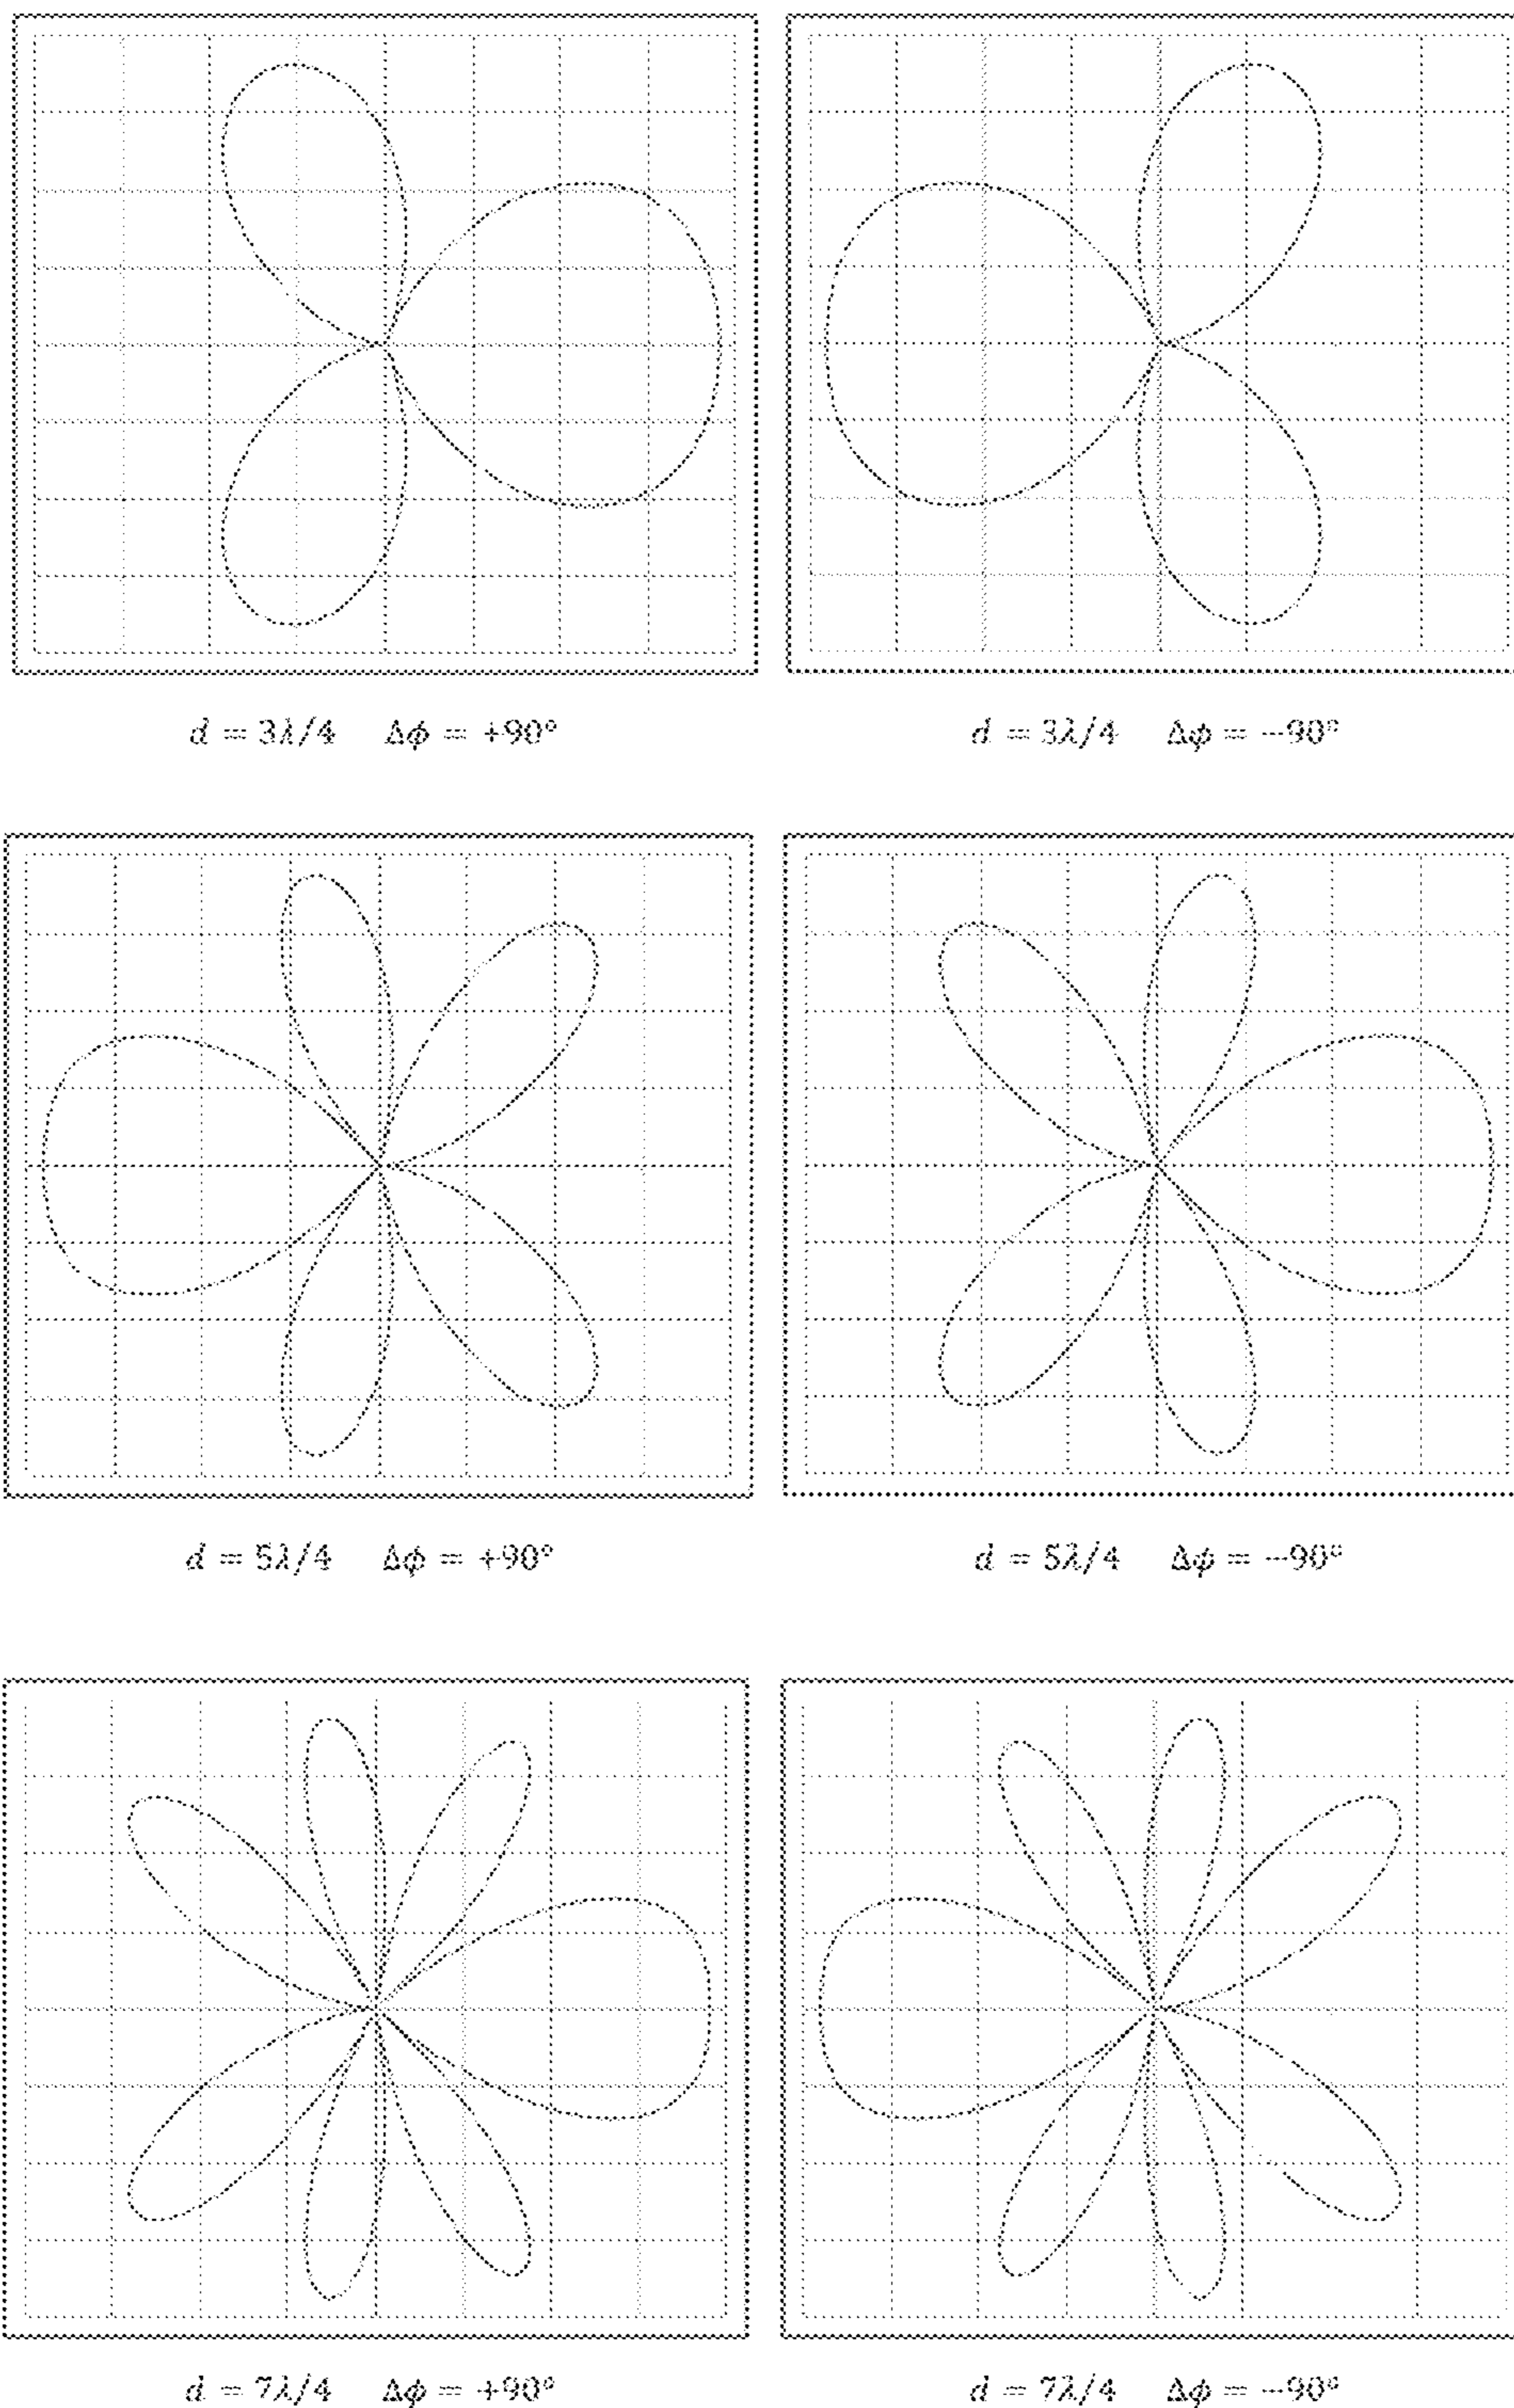 d = 3λ/4 Δϕ = +90°
d = 3λ/4 Δϕ = −90°
d = 5λ/4 Δϕ = +90°
d = 5λ/4 Δϕ = −90°
d = 7λ/4 Δϕ = +90°
d = 7λ/4 Δϕ = −90°